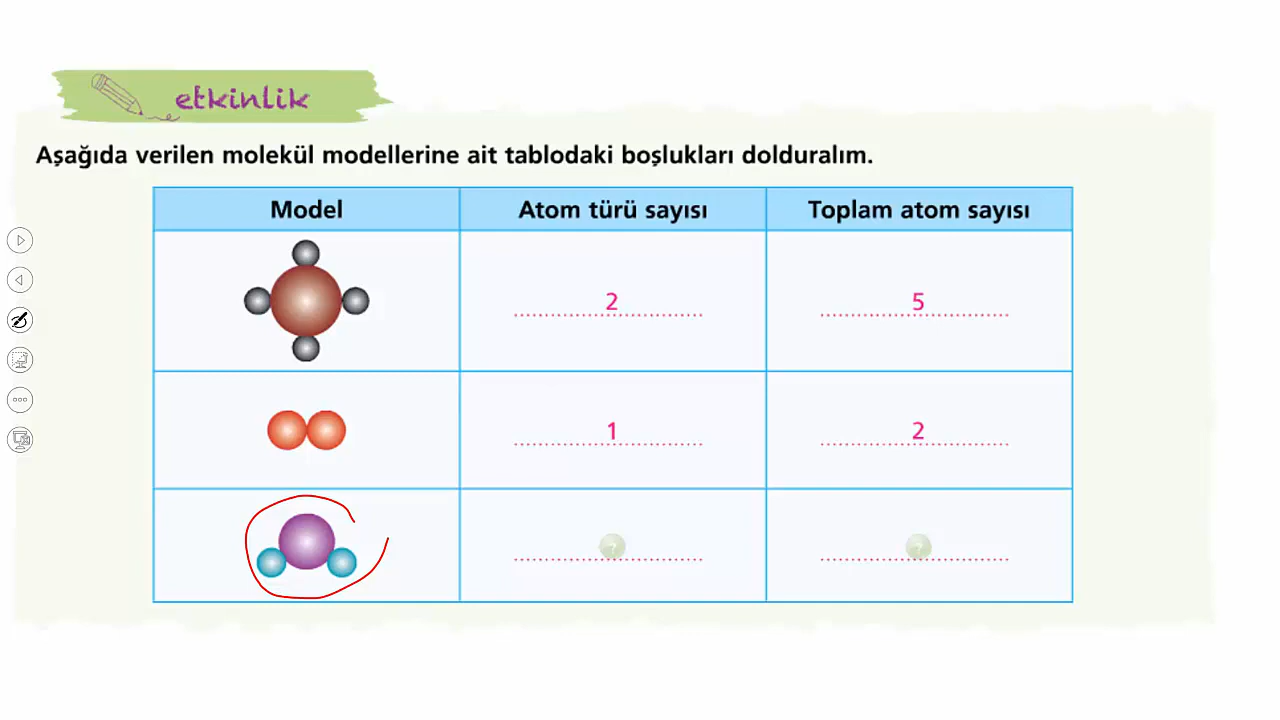 etkinlik
Aşağıda verilen molekül modellerine ait tablodaki boşlukları dolduralım.
Model Atom türü sayısı Toplam atom sayısı
2 5
1 2
? ?